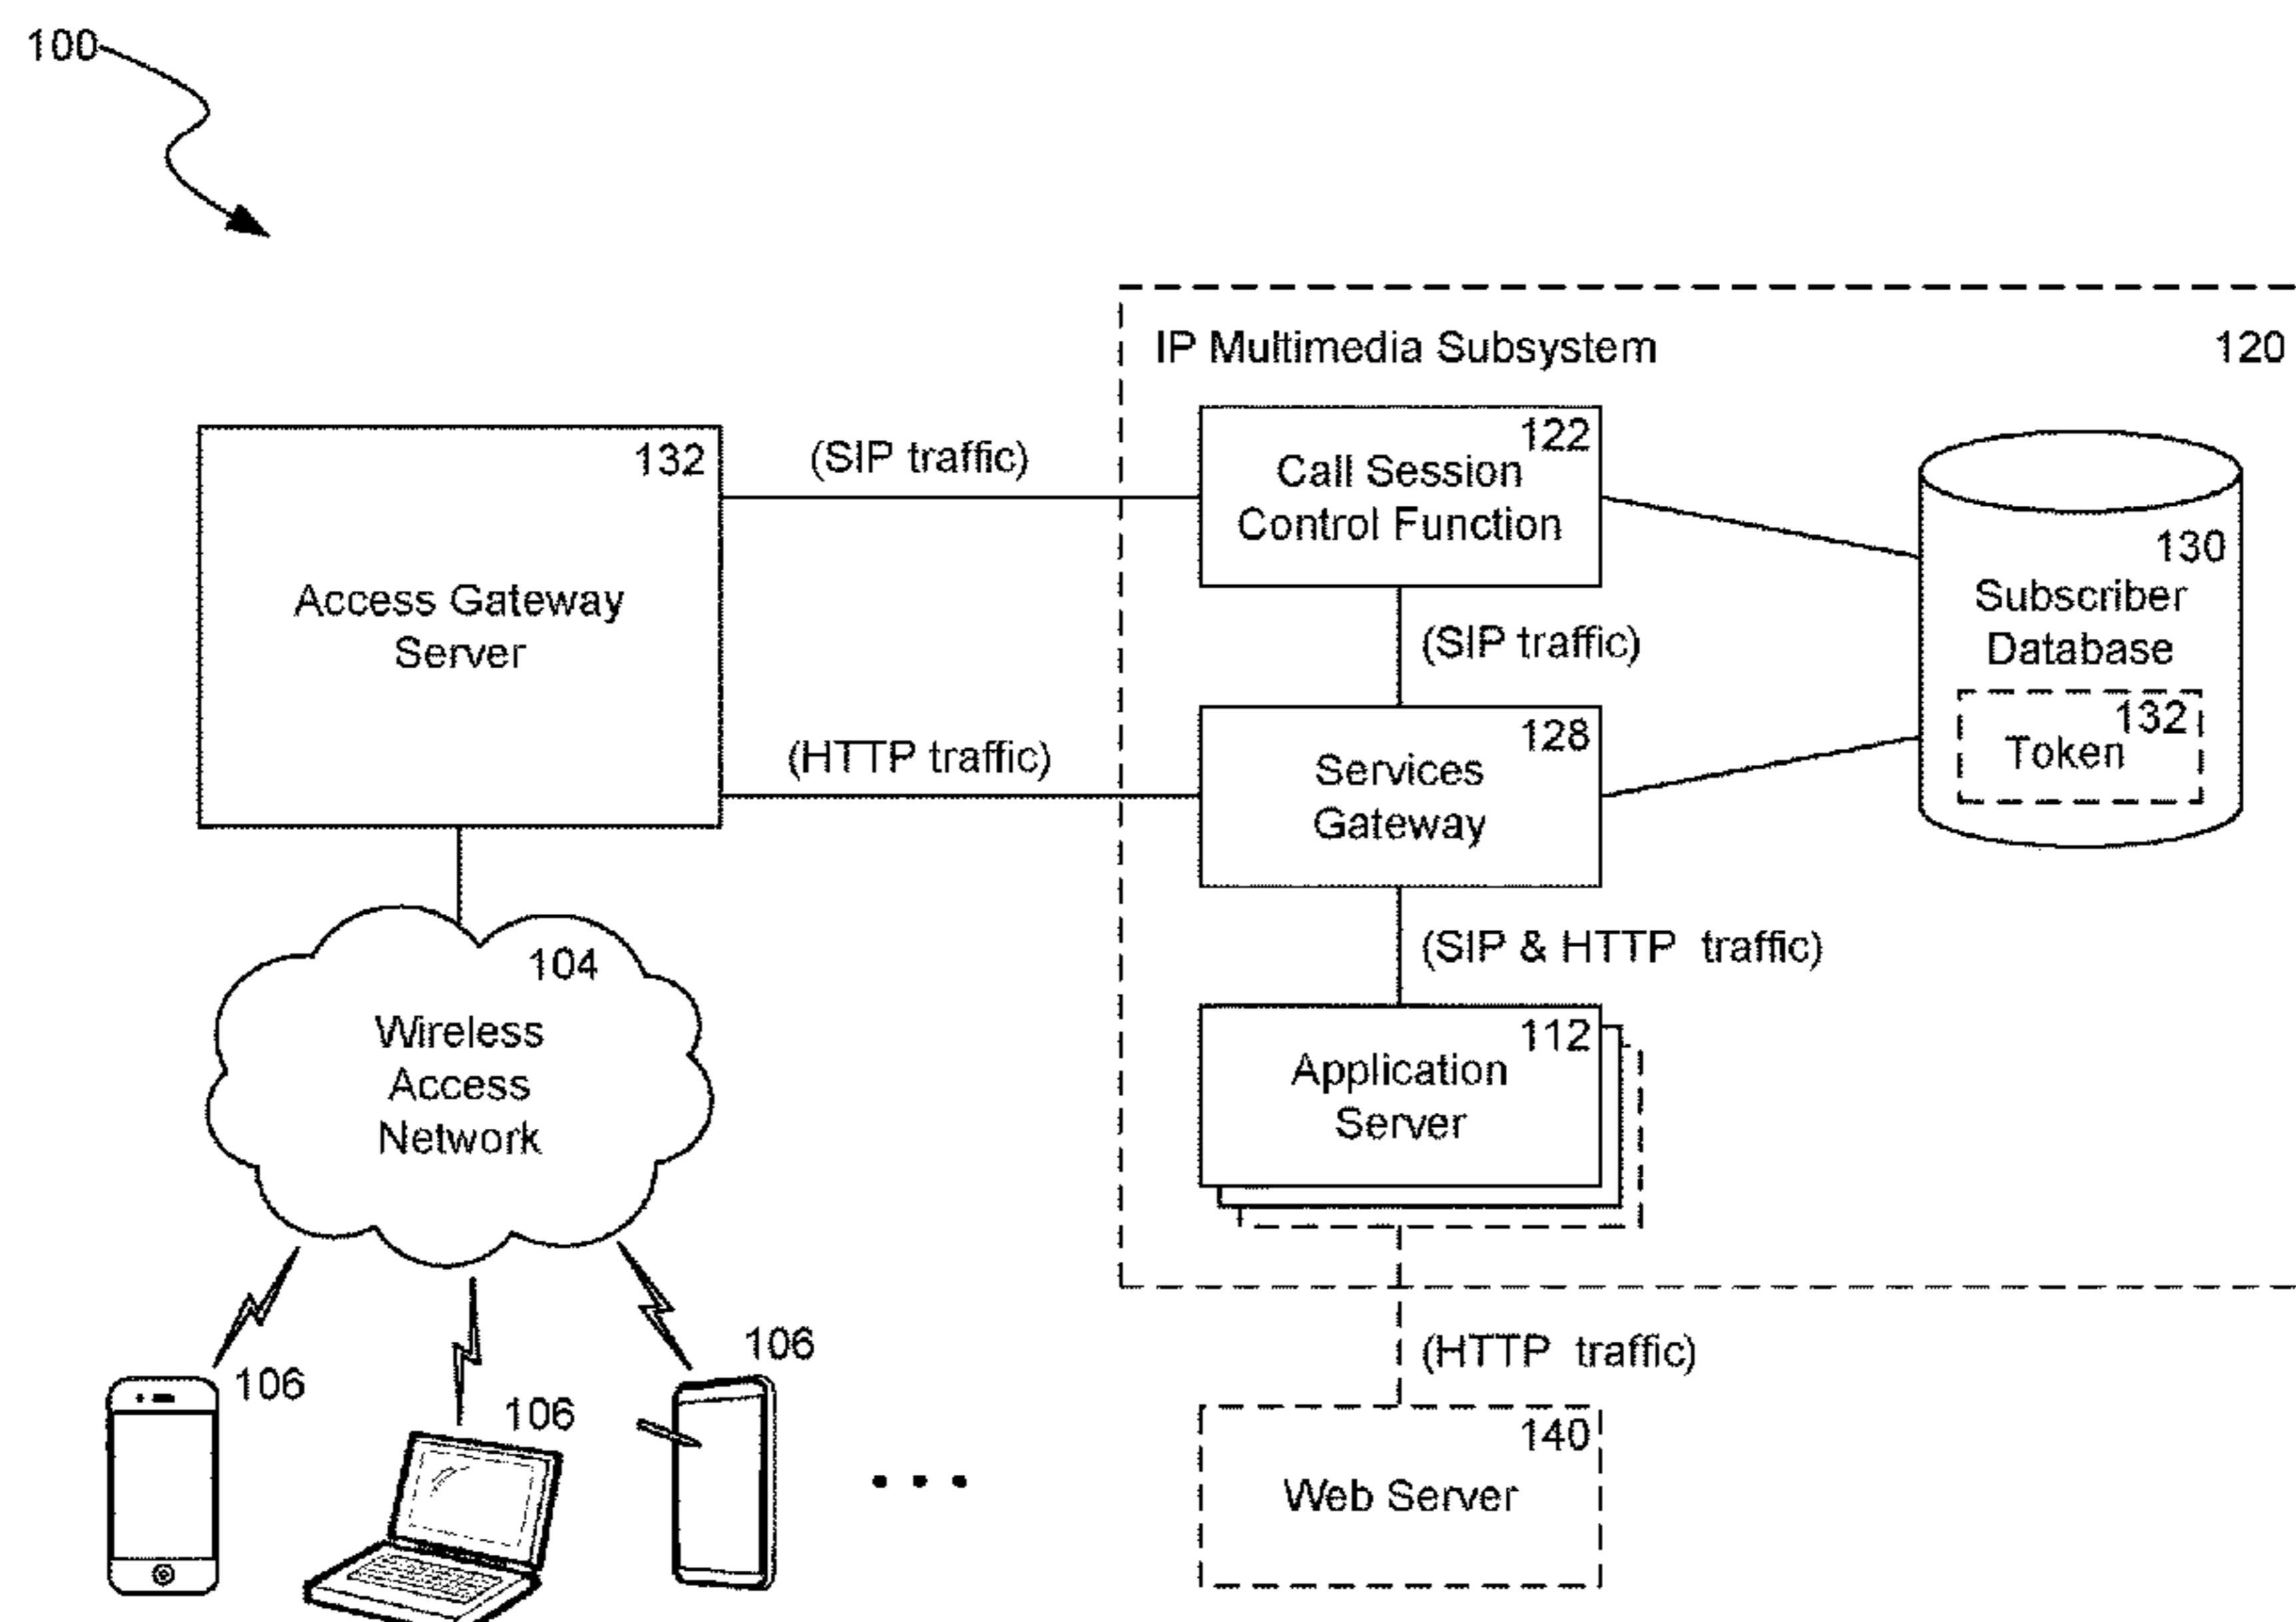 100
IP Multimedia Subsystem
120
132
Access Gateway
Server
(SIP traffic)
(HTTP traffic)
122
Call Session
Control Function
(SIP traffic)
128
Services
Gateway
130
Subscriber
Database
132
Token
(SIP & HTTP traffic)
112
Application
Server
104
Wireless
Access
Network
(HTTP traffic)
140
Web Server
106
106
106
...